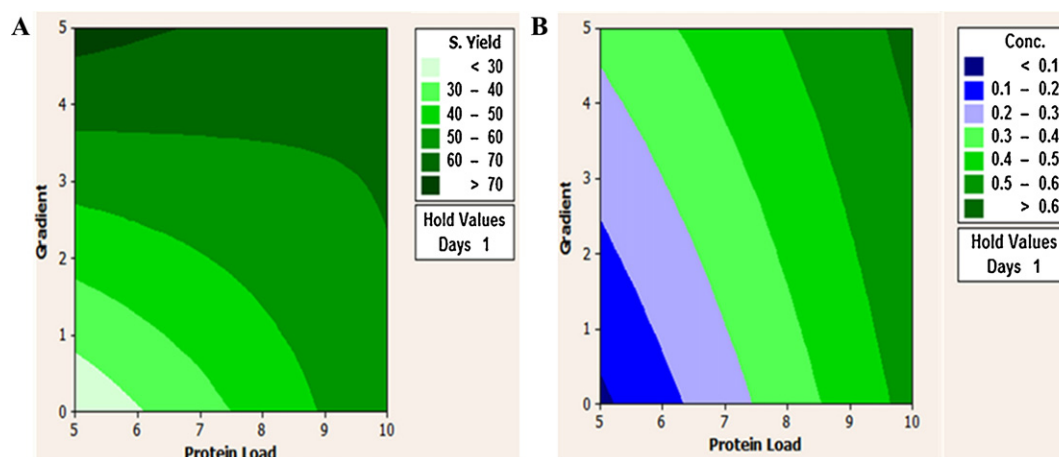 A
5
4
3
2
1
0
Gradient
5 6 7 8 9 10
Protein Load
S. Yield
< 30
30 – 40
40 – 50
50 – 60
60 – 70
> 70
Hold Values
Days 1
B
5
4
3
2
1
0
Gradient
5 6 7 8 9 10
Protein Load
Conc.
< 0.1
0.1 – 0.2
0.2 – 0.3
0.3 – 0.4
0.4 – 0.5
0.5 – 0.6
> 0.6
Hold Values
Days 1